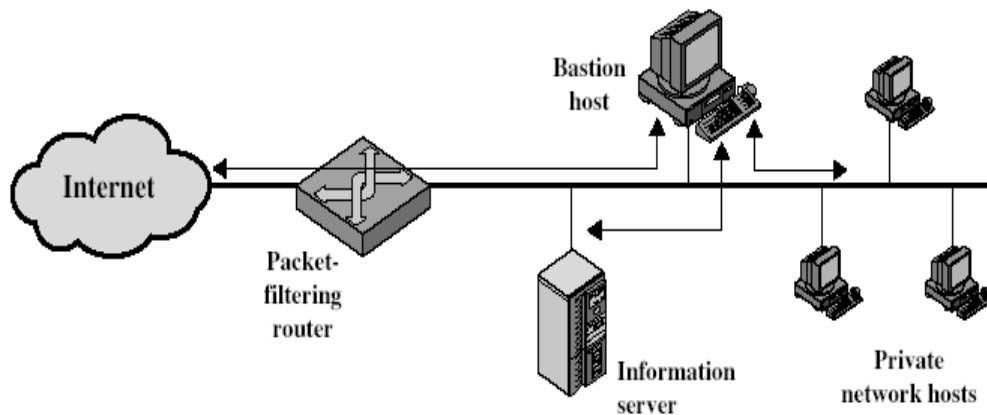 Bastion
host
Internet
Packet-
filtering
router
Information
server
Private
network hosts